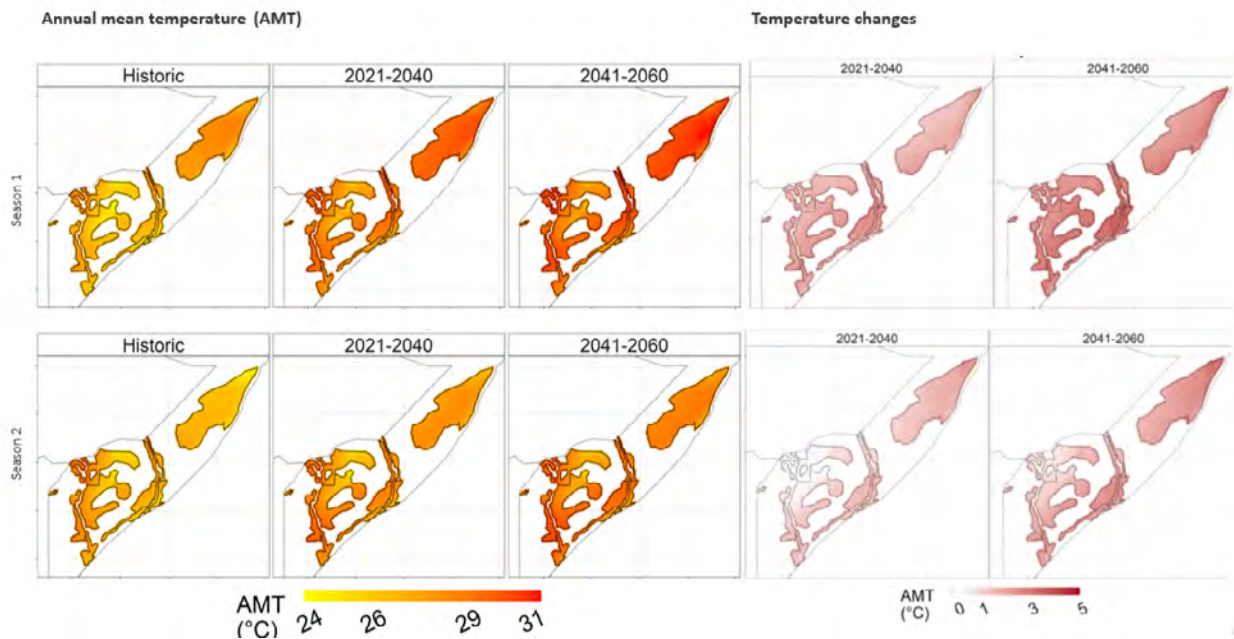 Annual mean temperature (AMT)
Temperature changes
Historic
2021-2040
2041-2060
2021-2040
2041-2060
Season 1
Historic
2021-2040
2041-2060
2021-2040
2041-2060
Season 2
AMT
(°C)
24
26
29
31
AMT
(°C)
0
1
3
5